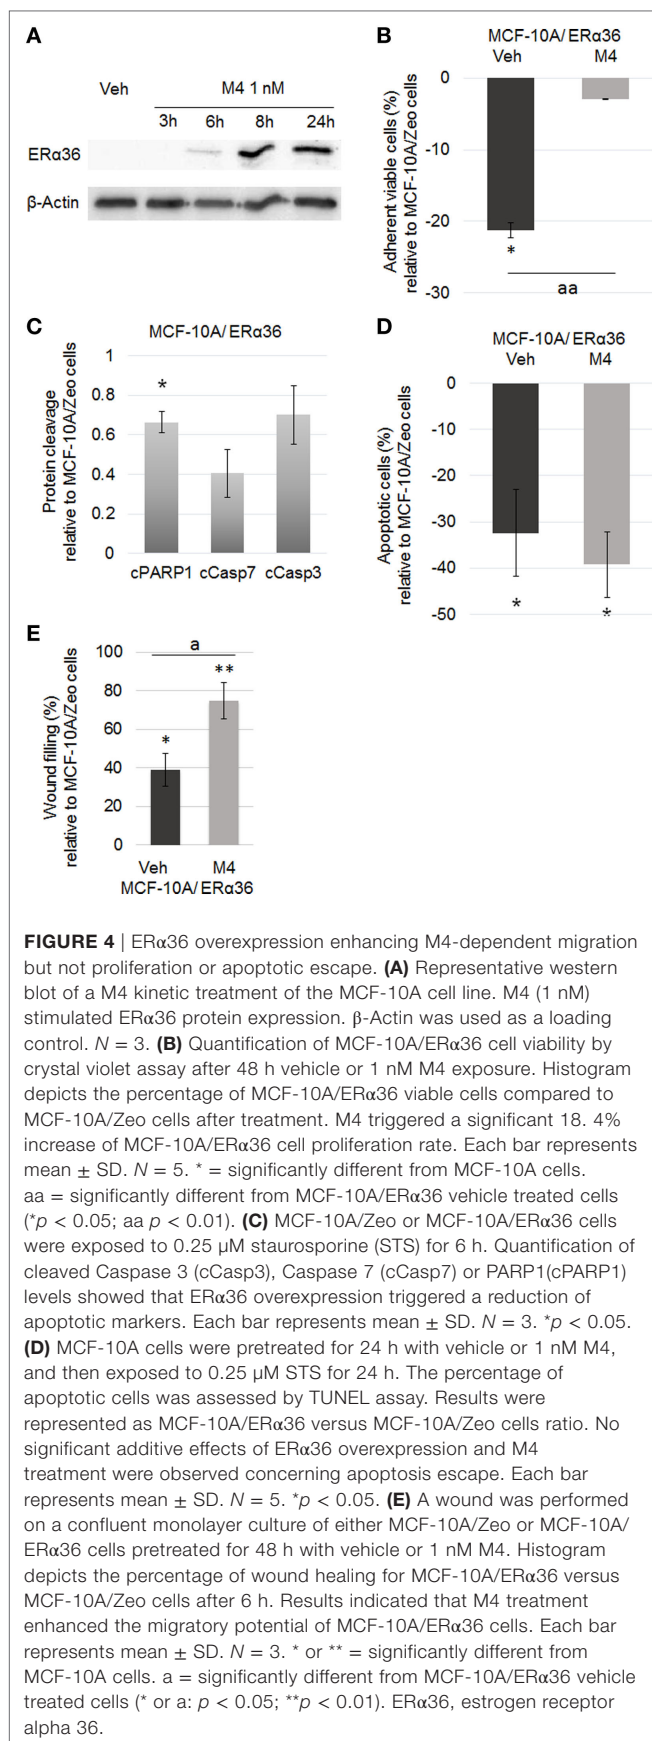 A
Veh
M4 1 nM
3h 6h 8h 24h
ERα36
β-Actin
B
MCF-10A/ ERα36
Veh M4
Adherent viable cells (%)
relative to MCF-10A/Zeo cells
0
-10
-20
-30
*
aa
C
MCF-10A/ ERα36
Protein cleavage
relative to MCF-10A/Zeo cells
1
0.8
0.6
0.4
0.2
0
*
cPARP1 cCasp7 cCasp3
D
MCF-10A/ ERα36
Veh M4
Apoptotic cells (%)
relative to MCF-10A/Zeo cells
0
-10
-20
-30
-40
-50
* *
E
Wound filling (%)
relative to MCF-10A/Zeo cells
100
80
60
40
20
0
a
**
*
Veh M4
MCF-10A/ ERα36
FIGURE 4 | ERα36 overexpression enhancing M4-dependent migration
but not proliferation or apoptotic escape. (A) Representative western
blot of a M4 kinetic treatment of the MCF-10A cell line. M4 (1 nM)
stimulated ERα36 protein expression. β-Actin was used as a loading
control. N = 3. (B) Quantification of MCF-10A/ERα36 cell viability by
crystal violet assay after 48 h vehicle or 1 nM M4 exposure. Histogram
depicts the percentage of MCF-10A/ERα36 viable cells compared to
MCF-10A/Zeo cells after treatment. M4 triggered a significant 18. 4%
increase of MCF-10A/ERα36 cell proliferation rate. Each bar represents
mean ± SD. N = 5. * = significantly different from MCF-10A cells.
aa = significantly different from MCF-10A/ERα36 vehicle treated cells
(*p < 0.05; aa p < 0.01). (C) MCF-10A/Zeo or MCF-10A/ERα36 cells
were exposed to 0.25 µM staurosporine (STS) for 6 h. Quantification of
cleaved Caspase 3 (cCasp3), Caspase 7 (cCasp7) or PARP1(cPARP1)
levels showed that ERα36 overexpression triggered a reduction of
apoptotic markers. Each bar represents mean ± SD. N = 3. *p < 0.05.
(D) MCF-10A cells were pretreated for 24 h with vehicle or 1 nM M4,
and then exposed to 0.25 µM STS for 24 h. The percentage of
apoptotic cells was assessed by TUNEL assay. Results were
represented as MCF-10A/ERα36 versus MCF-10A/Zeo cells ratio. No
significant additive effects of ERα36 overexpression and M4
treatment were observed concerning apoptosis escape. Each bar
represents mean ± SD. N = 5. *p < 0.05. (E) A wound was performed
on a confluent monolayer culture of either MCF-10A/Zeo or MCF-10A/
ERα36 cells pretreated for 48 h with vehicle or 1 nM M4. Histogram
depicts the percentage of wound healing for MCF-10A/ERα36 versus
MCF-10A/Zeo cells after 6 h. Results indicated that M4 treatment
enhanced the migratory potential of MCF-10A/ERα36 cells. Each bar
represents mean ± SD. N = 3. * or ** = significantly different from
MCF-10A cells. a = significantly different from MCF-10A/ERα36 vehicle
treated cells (* or a: p < 0.05; **p < 0.01). ERα36, estrogen receptor
alpha 36.